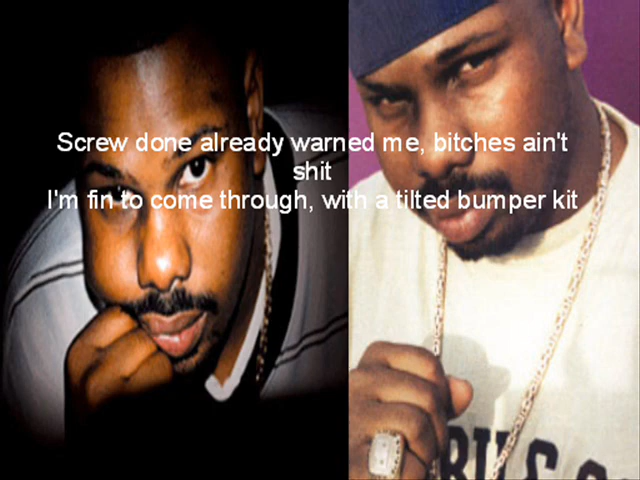 Screw done already warned me, bitches ain't
shit
I'm fin to come through, with a tilted bumper kit